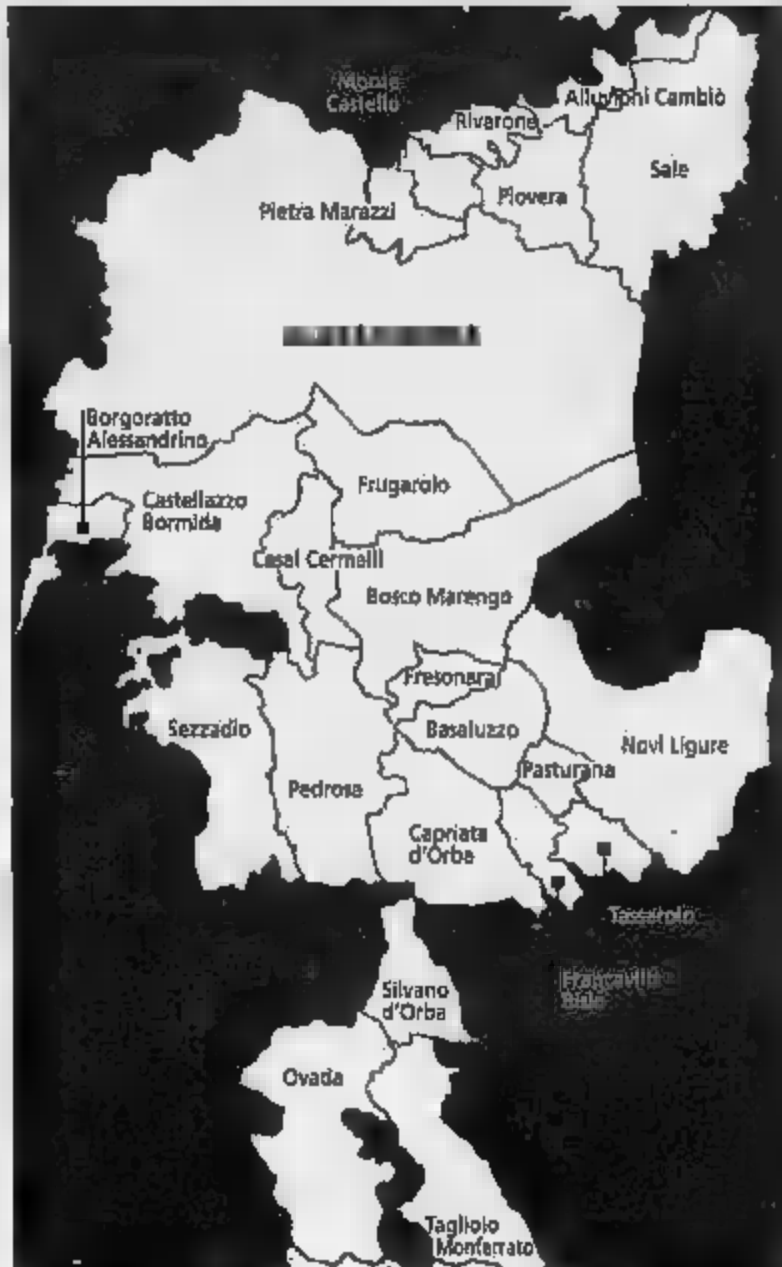 Monte
Castello
Alluvioni Cambiò
Rivarone
Sale
Piovera
Pietra Marazzi
Borgoratto
Alessandrino
Frugarolo
Castellazzo
Bormida
Casal Cermelli
Bosco Marengo
Fresonara
Sezzadio
Basaluzzo
Novi Ligure
Pasturana
Pedrosa
Capriata
d'Orba
Tassarolo
Francavilla
Silvano
d'Orba
Ovada
Tagliolo
Monferrato